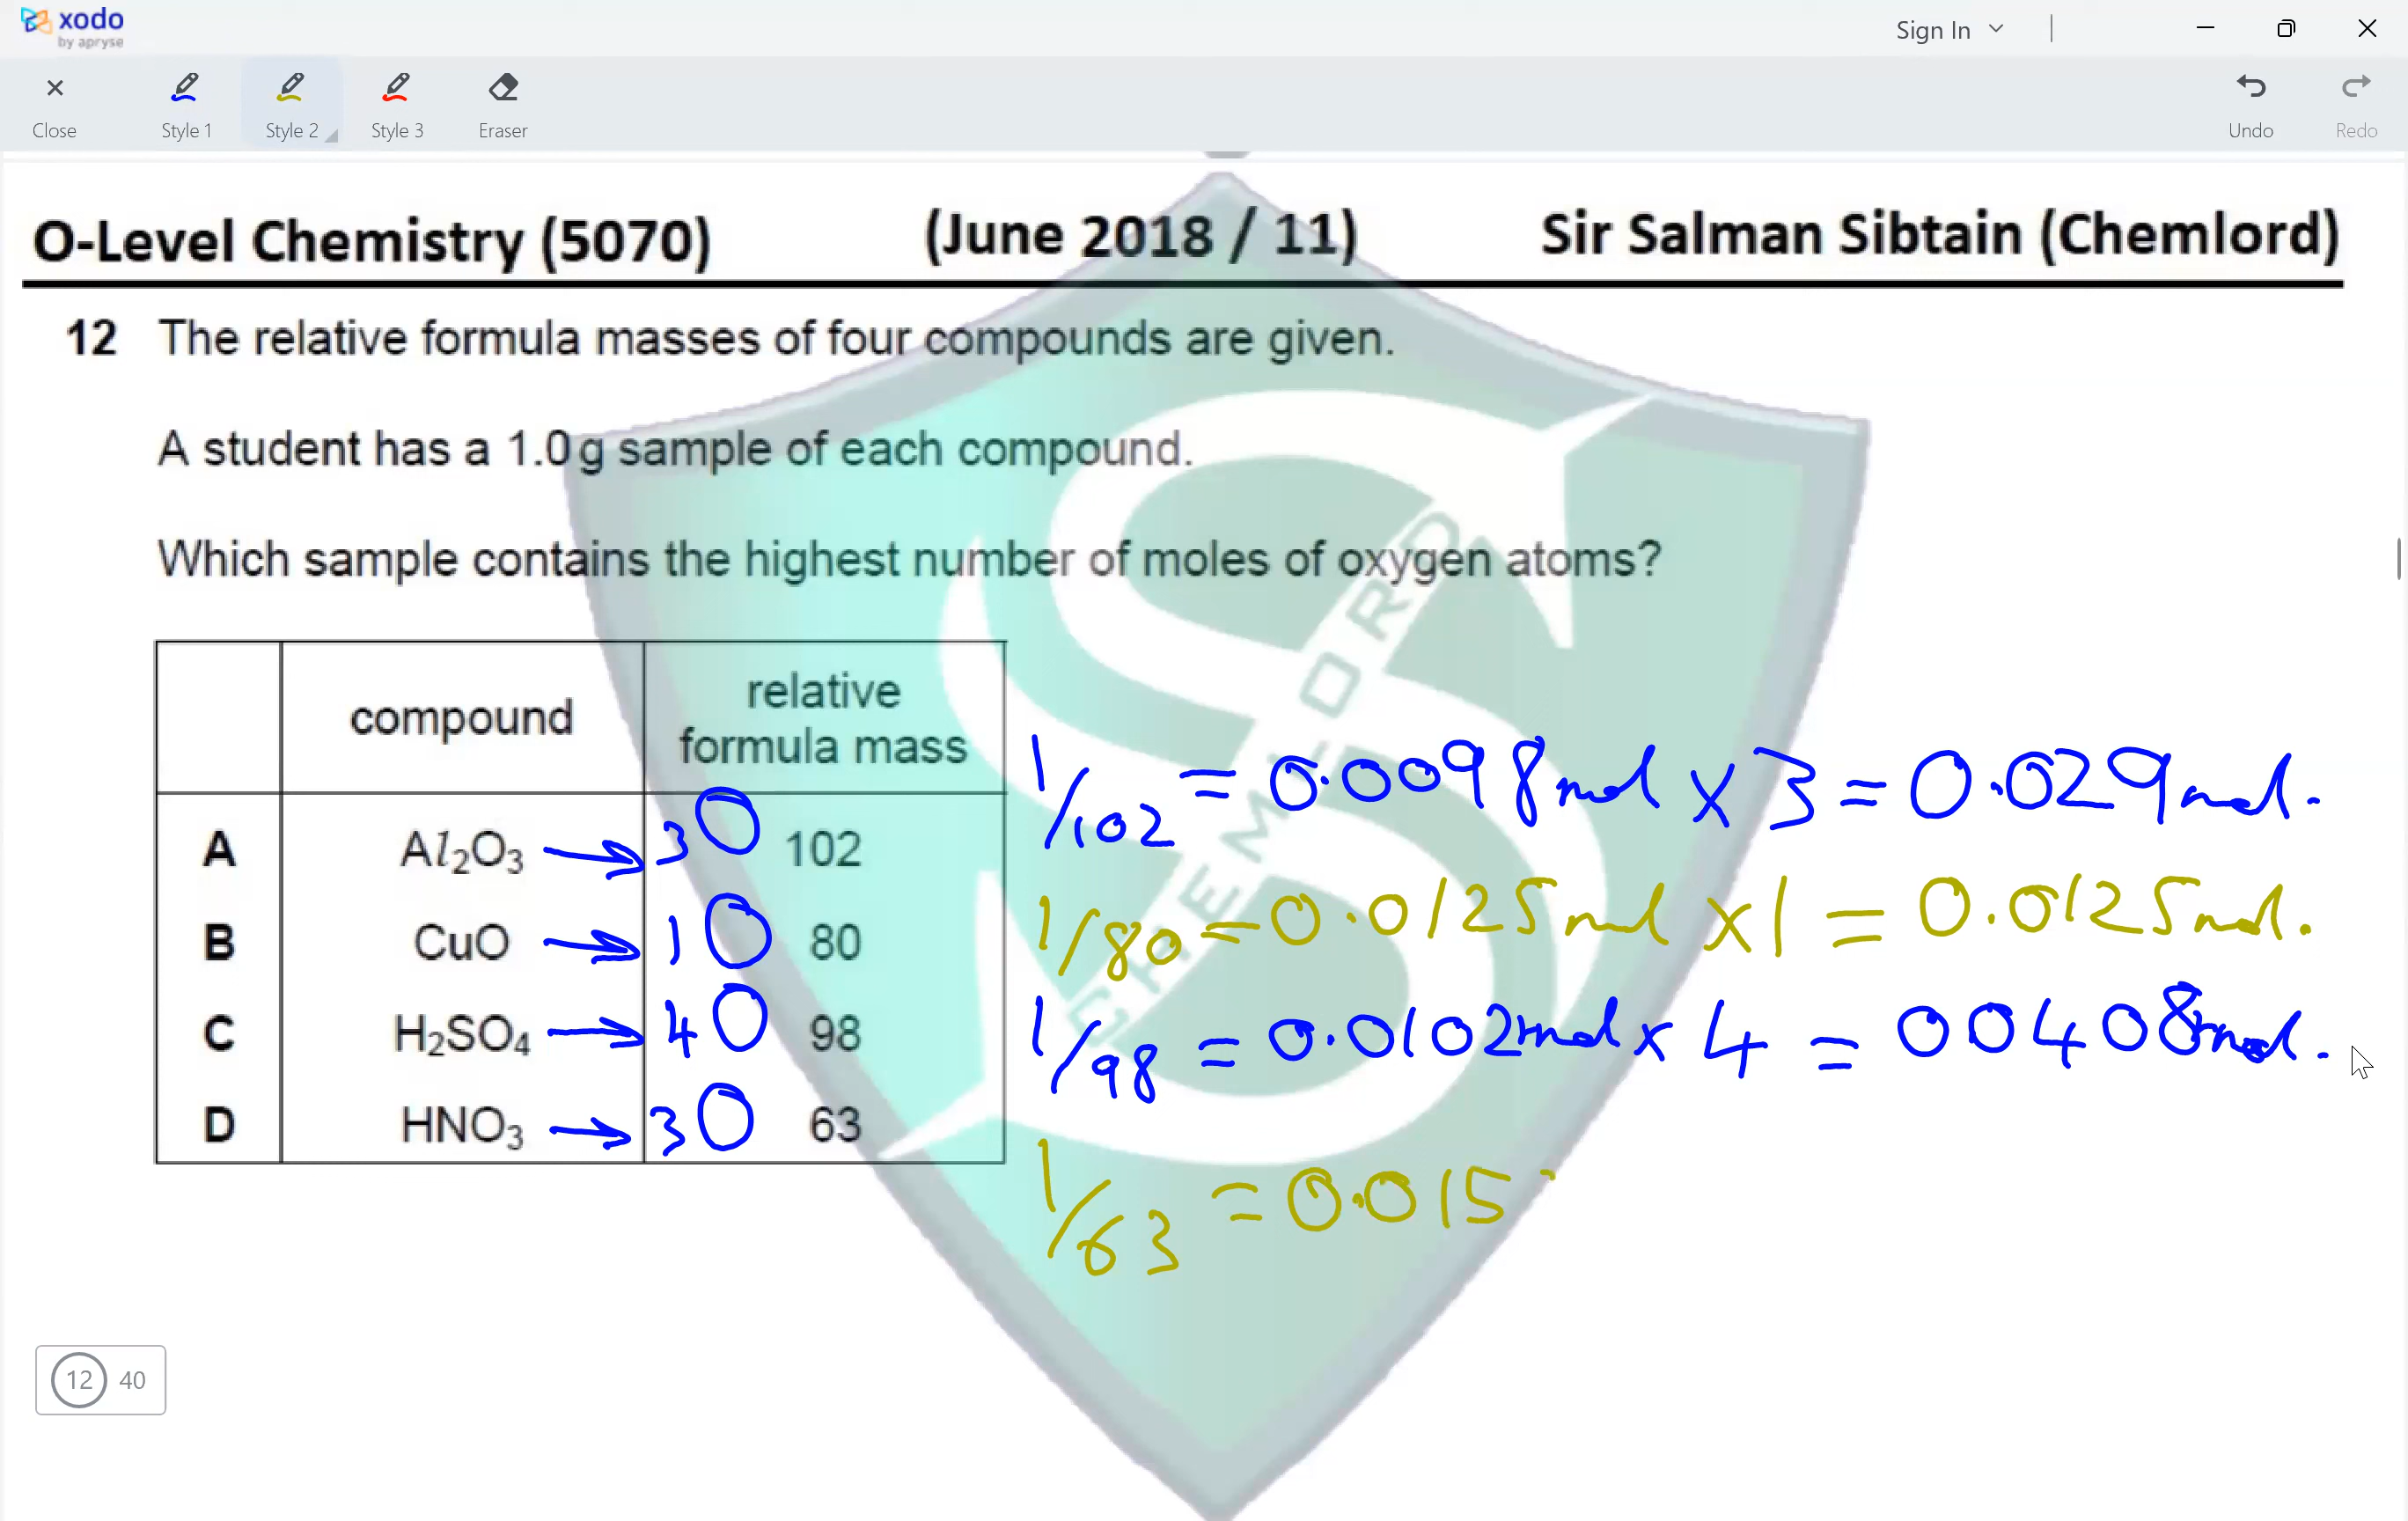 xodo
by apryse
Sign In
Close
Style 1
Style 2
Style 3
Eraser
Undo
Redo
O-Level Chemistry (5070) (June 2018 / 11) Sir Salman Sibtain (Chemlord)
12 The relative formula masses of four compounds are given.
A student has a 1.0 g sample of each compound.
Which sample contains the highest number of moles of oxygen atoms?
CHEMLORD
compound relative formula mass
1/102 = 0.0098 mol x 3 = 0.029 mol.
A Al₂O₃ → 3O 102
1/80 = 0.0125 mol x 1 = 0.0125 mol.
B CuO → 1O 80
1/98 = 0.0102 mol x 4 = 00408 mol.
C H₂SO₄ → 4O 98
D HNO₃ → 3O 63
1/63 = 0.015
12 40